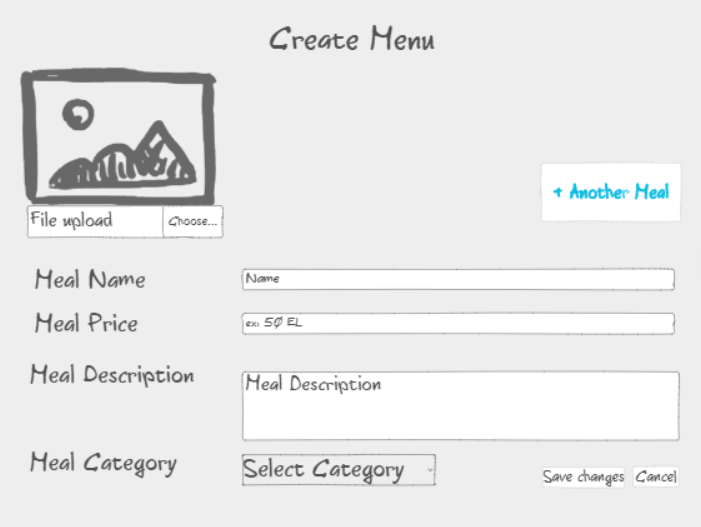 Create Menu
+ Another Meal
File upload Choose...
Meal Name Name
Meal Price ex: 50 EL
Meal Description Meal Description
Meal Category Select Category
Save changes Cancel